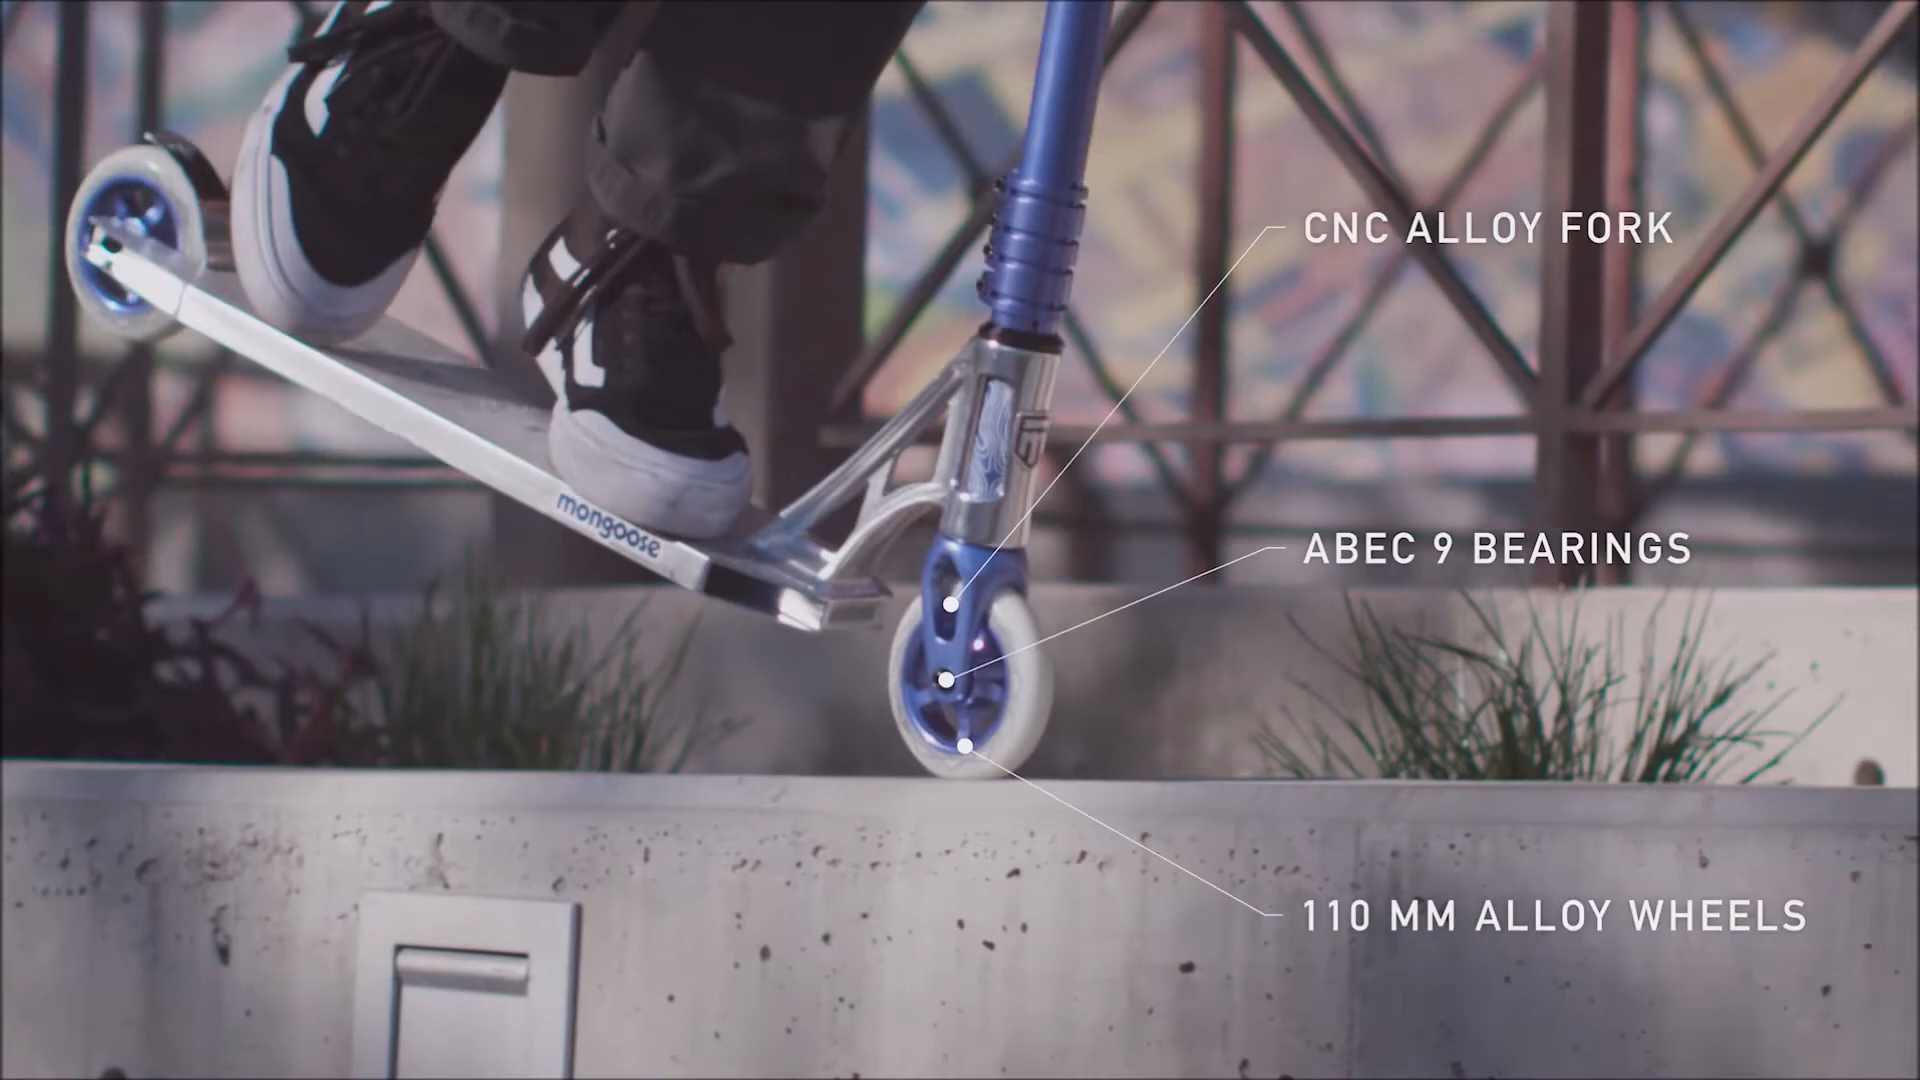 CNC ALLOY FORK
mongoose
ABEC 9 BEARINGS
110 MM ALLOY WHEELS